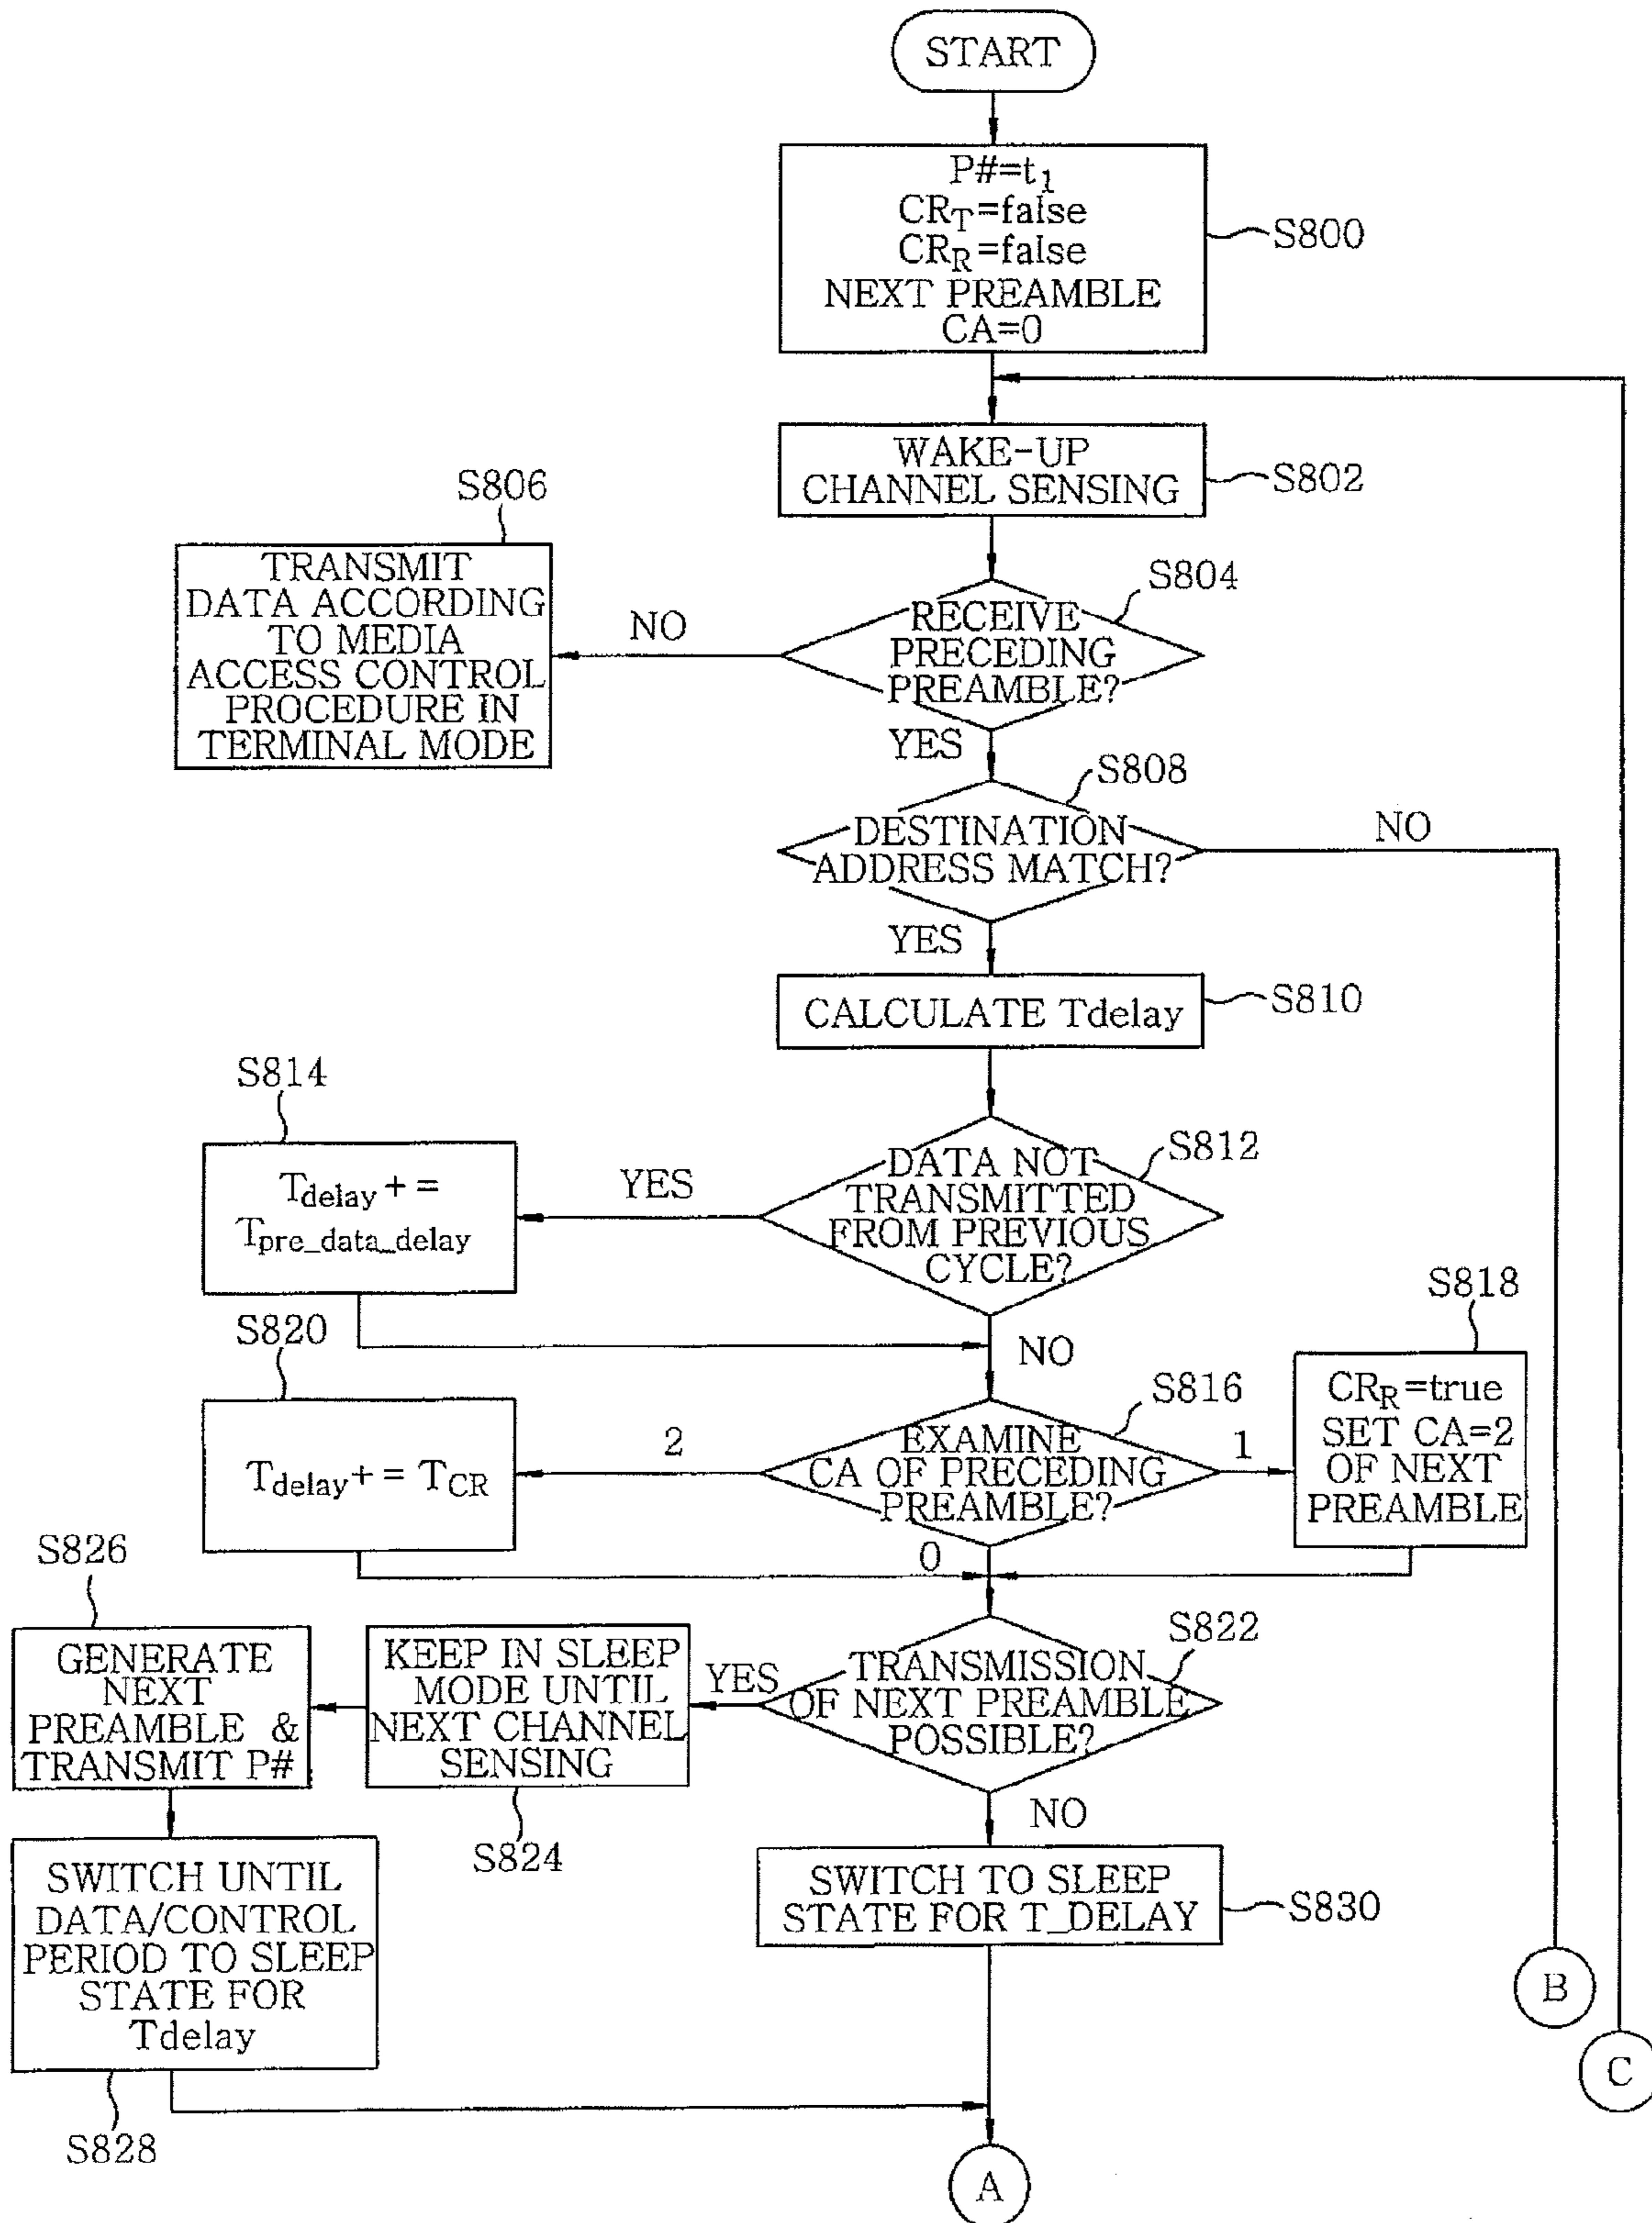 START
P#=t1
CRT=false
CRR=false
NEXT PREAMBLE
CA=0
S800
WAKE-UP
CHANNEL SENSING
S802
S806
TRANSMIT
DATA ACCORDING
TO MEDIA
ACCESS CONTROL
PROCEDURE IN
TERMINAL MODE
NO
RECEIVE
PRECEDING
PREAMBLE?
S804
YES
DESTINATION
ADDRESS MATCH?
S808
NO
YES
CALCULATE Tdelay
S810
S814
Tdelay + =
Tpre_data_delay
YES
DATA NOT
TRANSMITTED
FROM PREVIOUS
CYCLE?
S812
NO
S820
Tdelay + = TCR
2
EXAMINE
CA OF PRECEDING
PREAMBLE?
S816
1
S818
CRR=true
SET CA=2
OF NEXT
PREAMBLE
0
S826
GENERATE
NEXT
PREAMBLE &
TRANSMIT P#
KEEP IN SLEEP
MODE UNTIL
NEXT CHANNEL
SENSING
S824
YES
TRANSMISSION
OF NEXT PREAMBLE
POSSIBLE?
S822
NO
SWITCH UNTIL
DATA/CONTROL
PERIOD TO SLEEP
STATE FOR
Tdelay
S828
SWITCH TO SLEEP
STATE FOR T_DELAY
S830
B
C
A